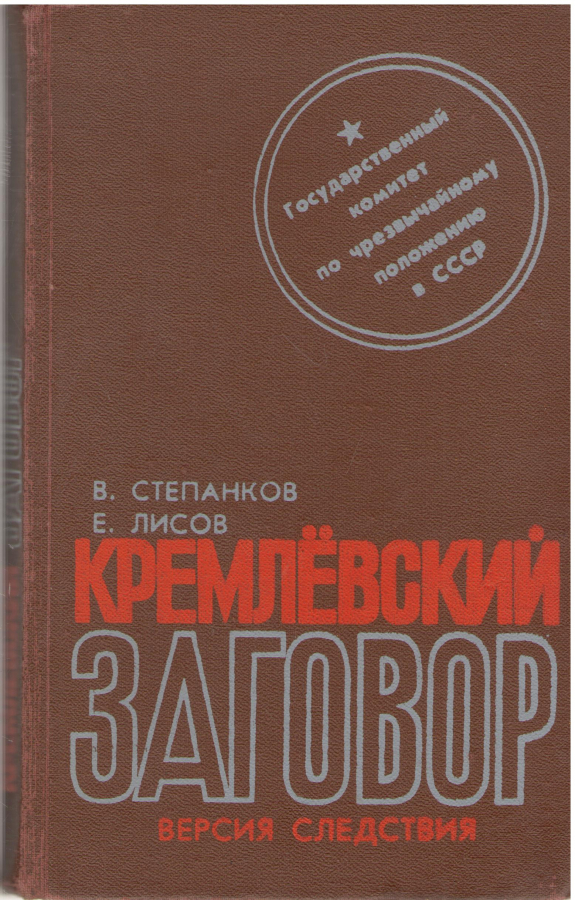 Государственный
комитет
по чрезвычайному
положению
в СССР
В. СТЕПАНКОВ
Е. ЛИСОВ
КРЕМЛЁВСКИЙ
ЗАГОВОР
ВЕРСИЯ СЛЕДСТВИЯ